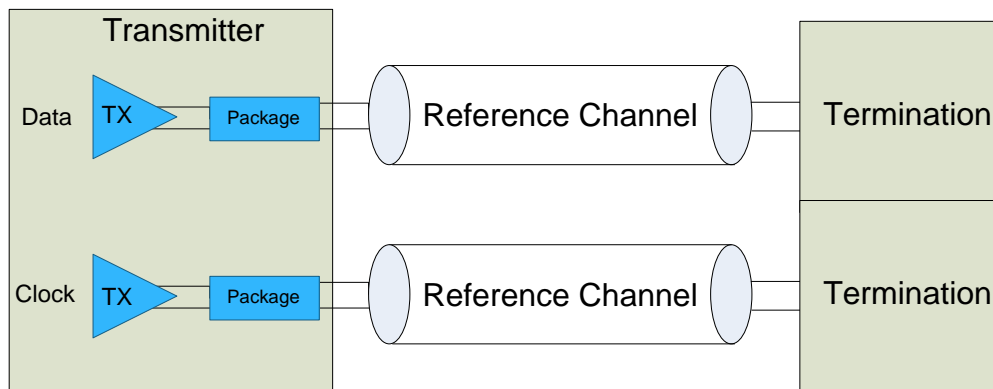 Transmitter
Data
TX
Package
Reference Channel
Termination
Clock
TX
Package
Reference Channel
Termination